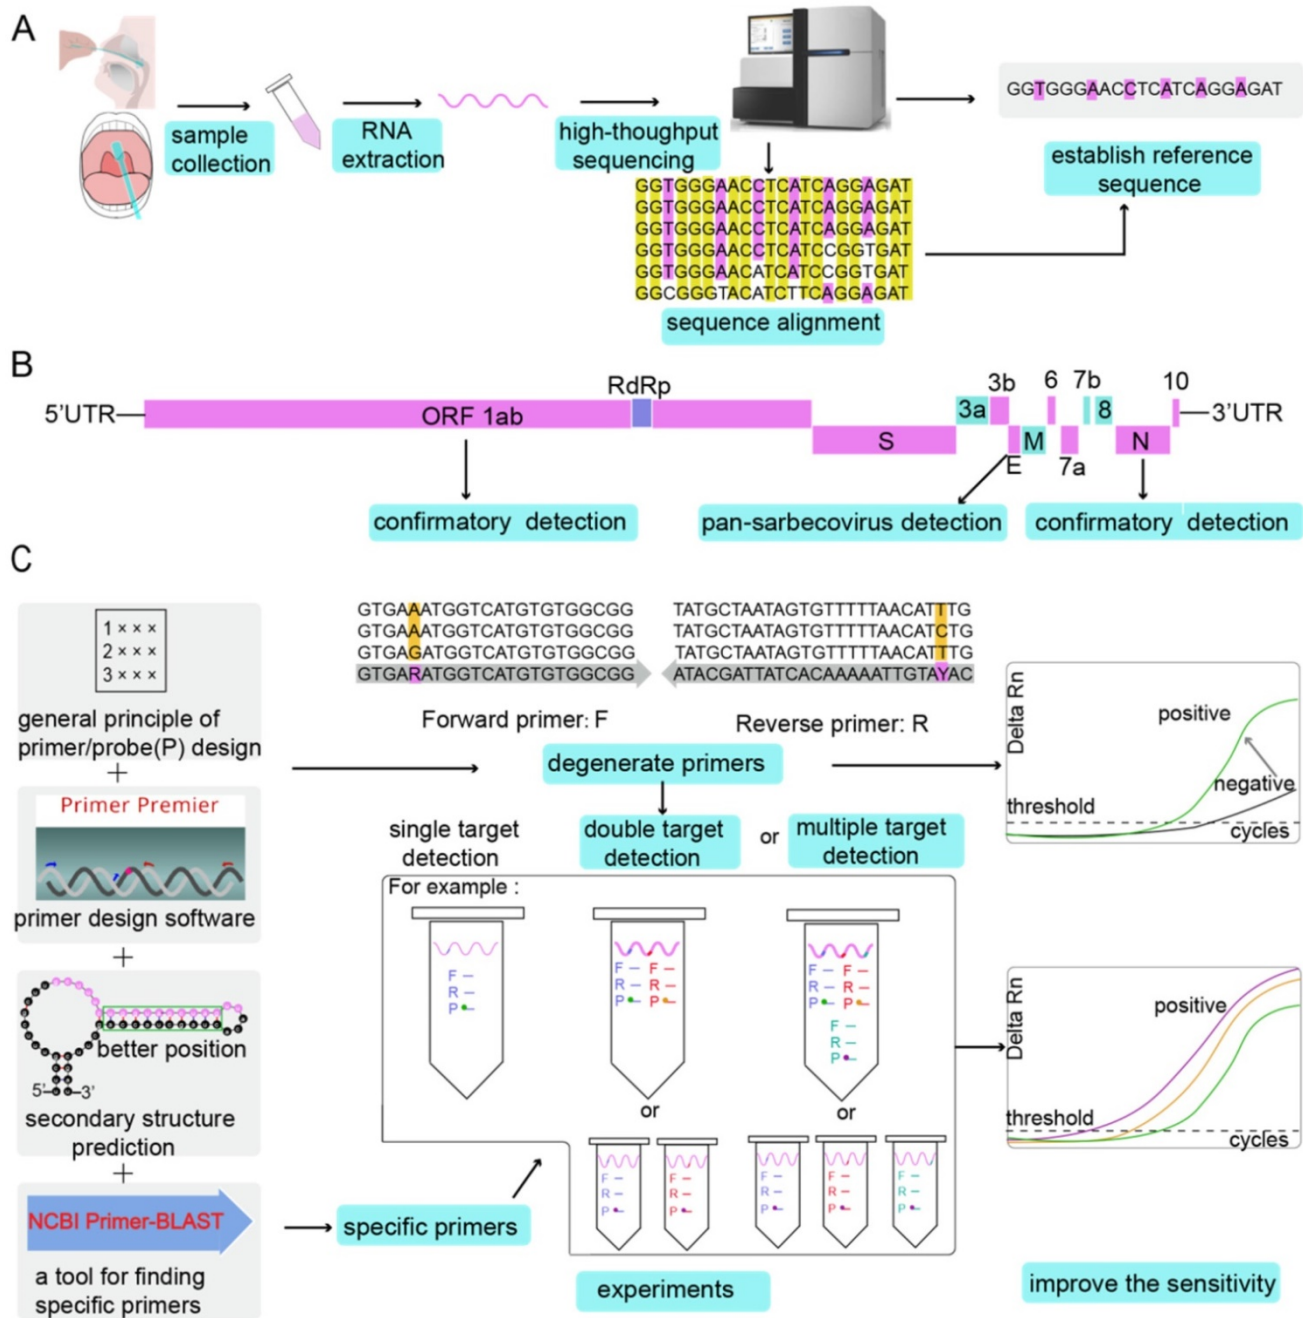 A
sample
collection
RNA
extraction
high-thoughput
sequencing
GGTGGGAACCTCATCAGGAGAT
establish reference
sequence
GGTGGGAACCTCATCAGGAGAT
GGTGGGAACCTCATCAGGAGAT
GGTGGGAACCTCATCAGGAGAT
GGTGGGAACCTCATCCGGTGAT
GGTGGGAACATCATCCGGTGAT
GGCGGGTACATCTTCAGGAGAT
sequence alignment
B
5'UTR
ORF 1ab
RdRp
S
3a
3b
E
M
6
7a
7b
8
N
10
3'UTR
confirmatory detection
pan-sarbecovirus detection
confirmatory detection
C
1 × × ×
2 × × ×
3 × × ×
general principle of
primer/probe(P) design
+
Primer Premier
primer design software
+
better position
5'
3'
secondary structure
prediction
+
NCBI Primer-BLAST
a tool for finding
specific primers
GTGAAATGGTCATGTGTGGCGG
GTGAAATGGTCATGTGTGGCGG
GTGAGATGGTCATGTGTGGCGG
GTGARATGGTCATGTGTGGCGG
TATGCTAATAGTGTTTTTAACATTTG
TATGCTAATAGTGTTTTTAACATCTG
TATGCTAATAGTGTTTTTAACATTTG
ATACGATTATCACAAAAATTGTAYAC
Forward primer: F
Reverse primer: R
degenerate primers
single target
detection
double target
detection
or
multiple target
detection
For example :
F
R
P
F F
R R
P P
F F
R R
P P
F
R
P
or
or
F
R
P
F
R
P
F
R
P
F
R
P
F
R
P
specific primers
experiments
Delta Rn
positive
negative
threshold
cycles
Delta Rn
positive
threshold
cycles
improve the sensitivity